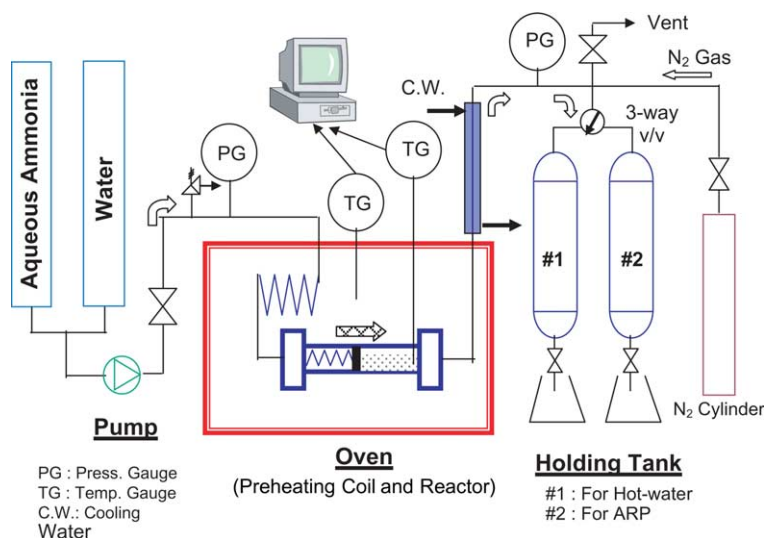 Aqueous Ammonia
Water
PG
TG
TG
C.W.
PG
Vent
N₂ Gas
3-way
v/v
#1
#2
N₂ Cylinder
Pump
PG : Press. Gauge
TG : Temp. Gauge
C.W.: Cooling
Water
Oven
(Preheating Coil and Reactor)
Holding Tank
#1 : For Hot-water
#2 : For ARP